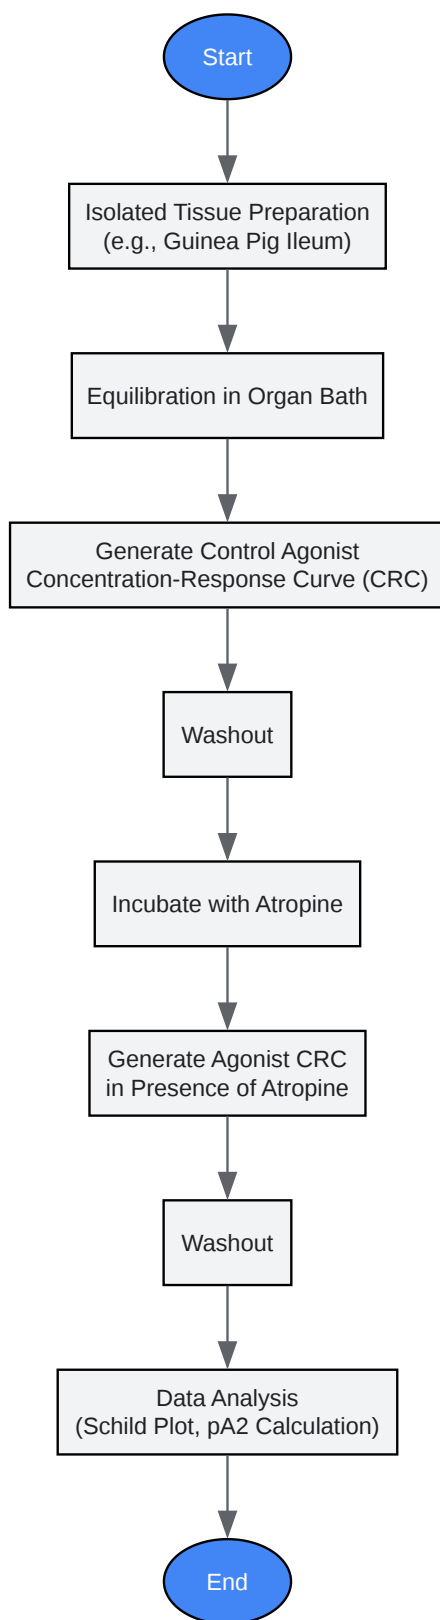 Start
Isolated Tissue Preparation
(e.g., Guinea Pig Ileum)
Equilibration in Organ Bath
Generate Control Agonist
Concentration-Response Curve (CRC)
Washout
Incubate with Atropine
Generate Agonist CRC
in Presence of Atropine
Washout
Data Analysis
(Schild Plot, pA2 Calculation)
End